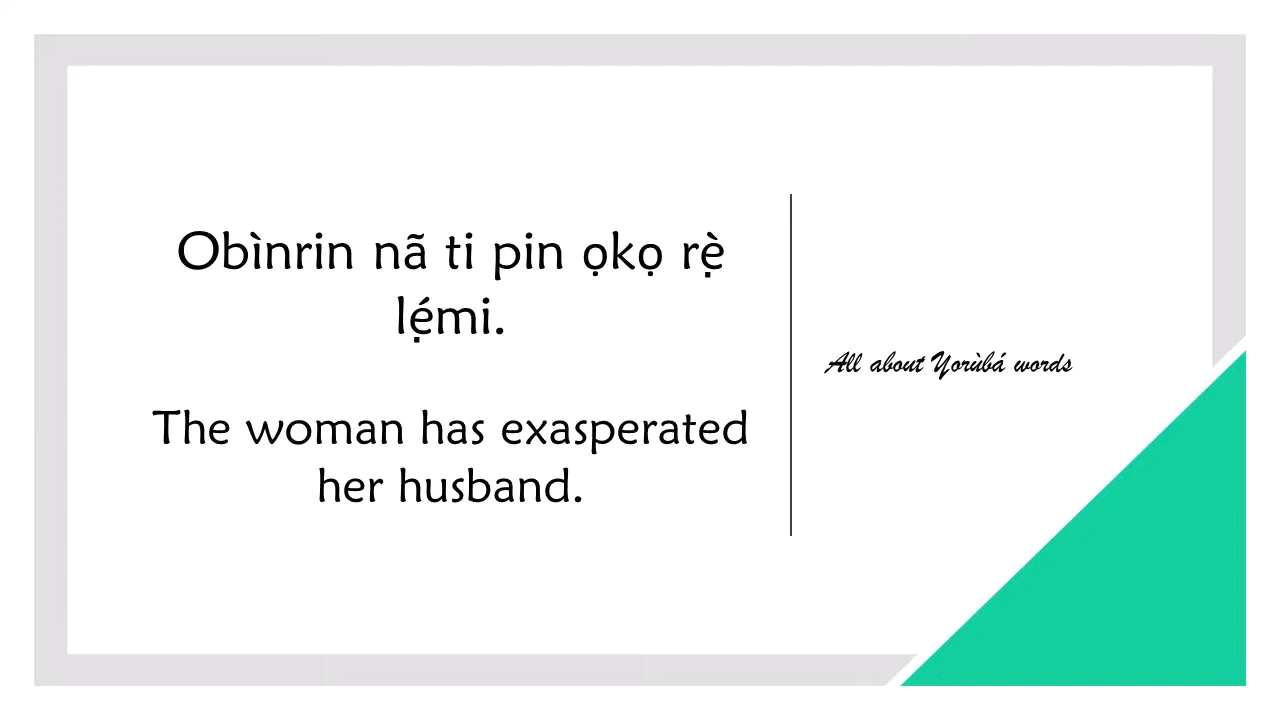 Obìnrin nã ti pin ọkọ rẹ̀
lẹ́mi.
The woman has exasperated
her husband.
All about Yorùbá words